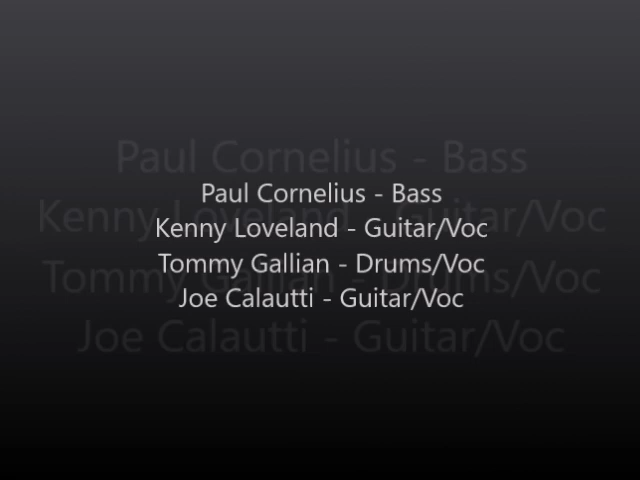 Paul Cornelius - Bass
Kenny Loveland - Guitar/Voc
Tommy Gallian - Drums/Voc
Joe Calautti - Guitar/Voc